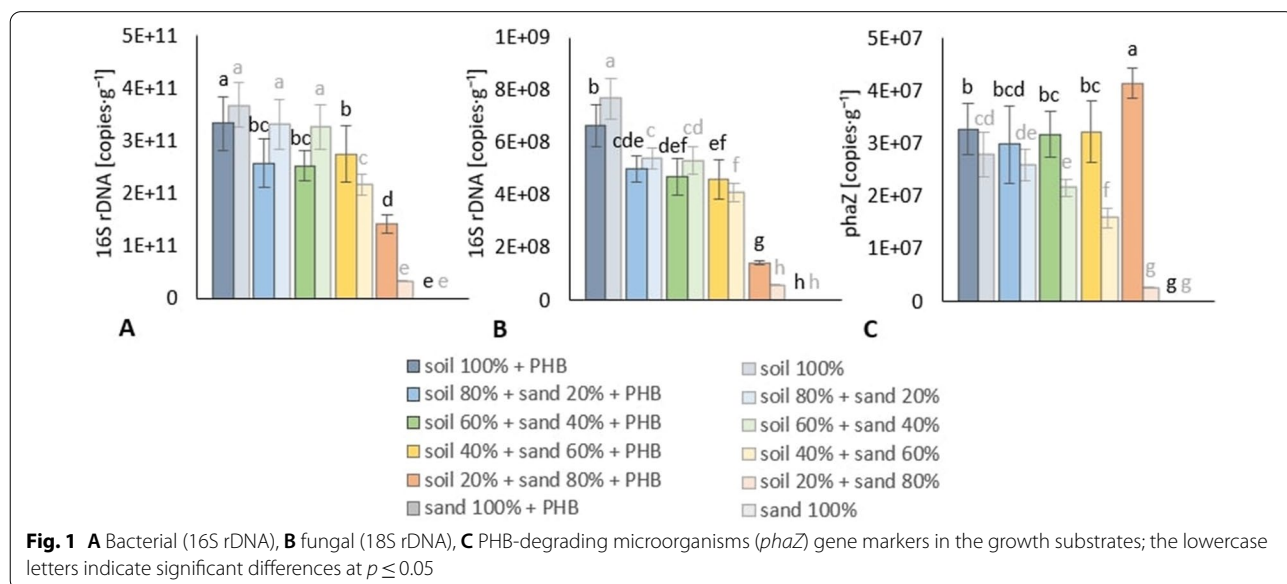 5E+11
4E+11
3E+11
2E+11
1E+11
0
16S rDNA [copies·g⁻¹]
a a bc a bc a b c d e e e
A
1E+09
8E+08
6E+08
4E+08
2E+08
0
16S rDNA [copies·g⁻¹]
b a cde c def cd ef f g h h h
B
5E+07
4E+07
3E+07
2E+07
1E+07
0
phaZ [copies·g⁻¹]
b cd bcd de bc e bc f a g g g
C
soil 100% + PHB
soil 80% + sand 20% + PHB
soil 60% + sand 40% + PHB
soil 40% + sand 60% + PHB
soil 20% + sand 80% + PHB
sand 100% + PHB
soil 100%
soil 80% + sand 20%
soil 60% + sand 40%
soil 40% + sand 60%
soil 20% + sand 80%
sand 100%
Fig. 1 A Bacterial (16S rDNA), B fungal (18S rDNA), C PHB-degrading microorganisms (phaZ) gene markers in the growth substrates; the lowercase
letters indicate significant differences at p ≤ 0.05